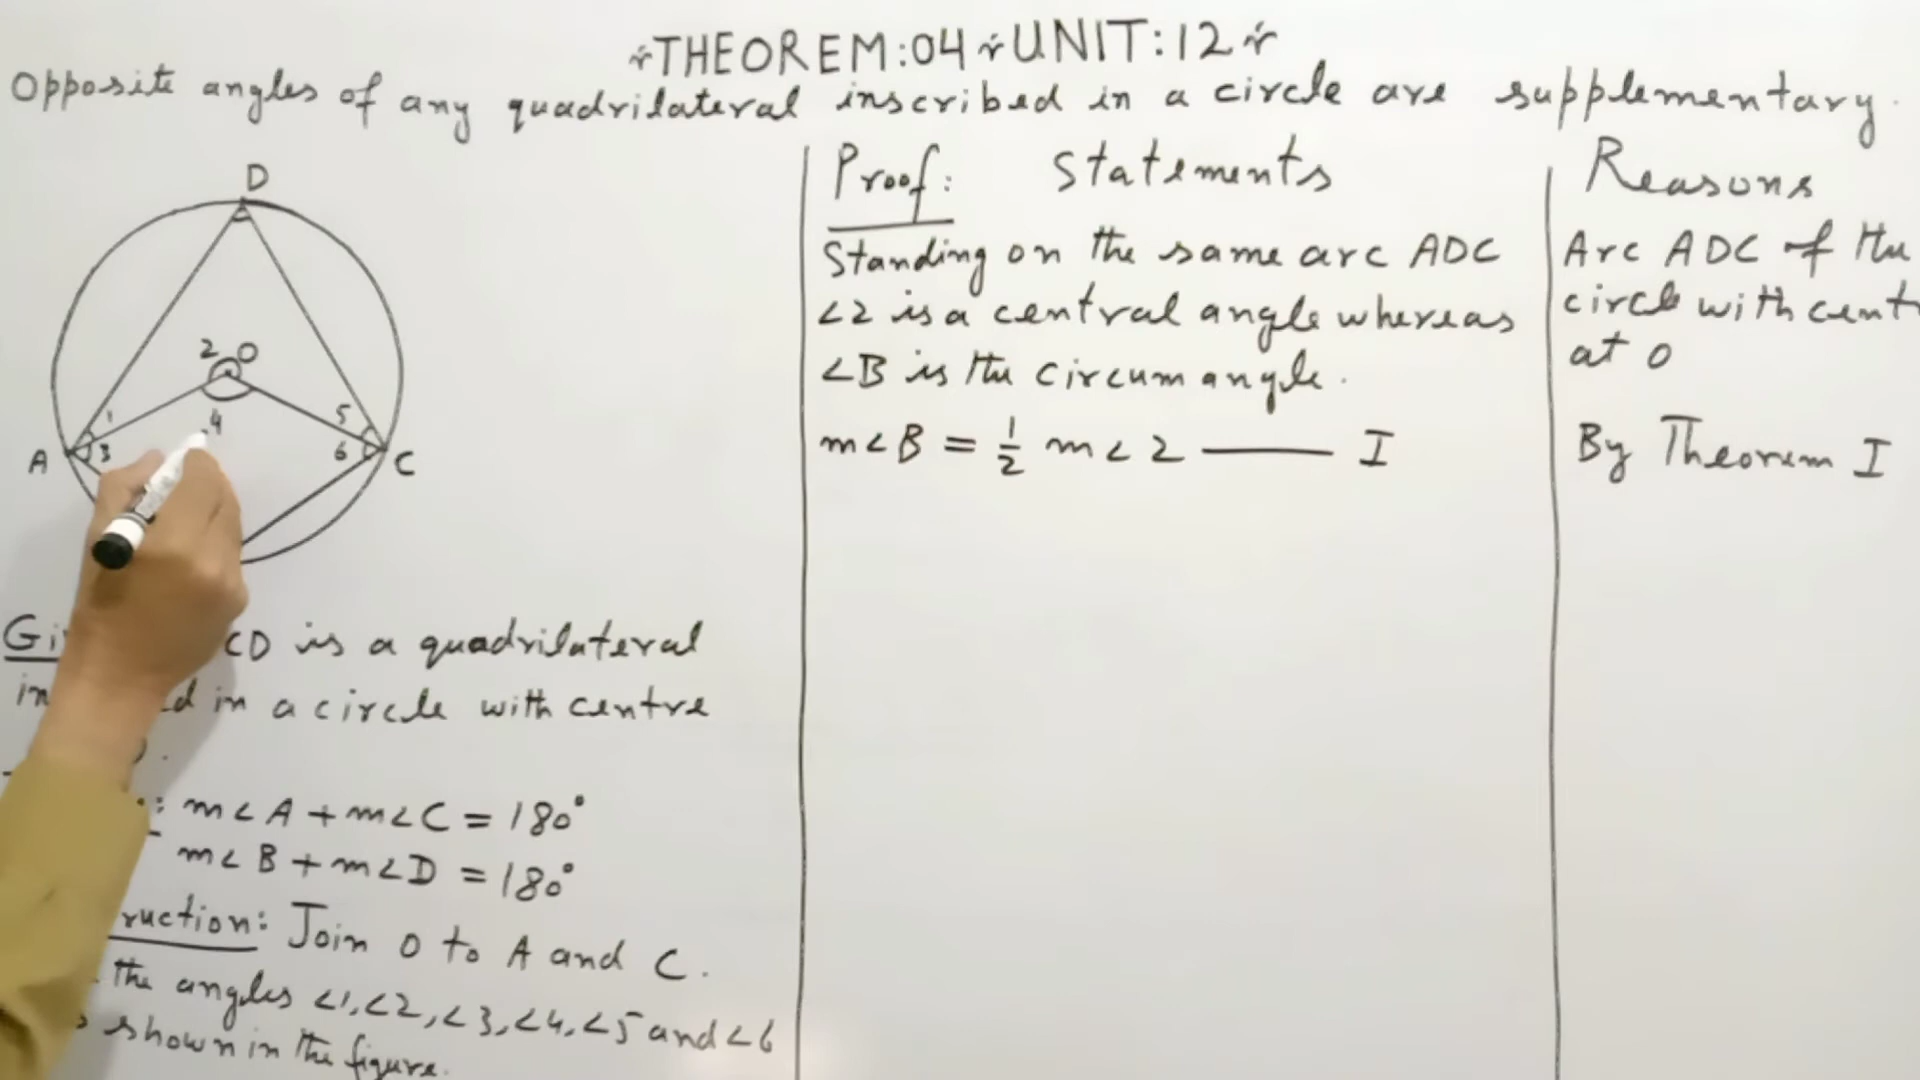 THEOREM:04 UNIT:12
Opposite angles of any quadrilateral inscribed in a circle are supplementary.
D
2 O
1
4
5
3
6
A
C
CD is a quadrilateral
in a circle with centre
m∠A + m∠C = 180°
m∠B + m∠D = 180°
ruction: Join O to A and C.
the angles ∠1, ∠2, ∠3, ∠4, ∠5 and ∠6
shown in the figure.
Proof: Statements
Standing on the same arc ADC
∠2 is a central angle whereas
∠B is the circum angle.
m∠B = 1/2 m∠2 —— I
Reasons
Arc ADC of the
circle with cent
at O
By Theorem I